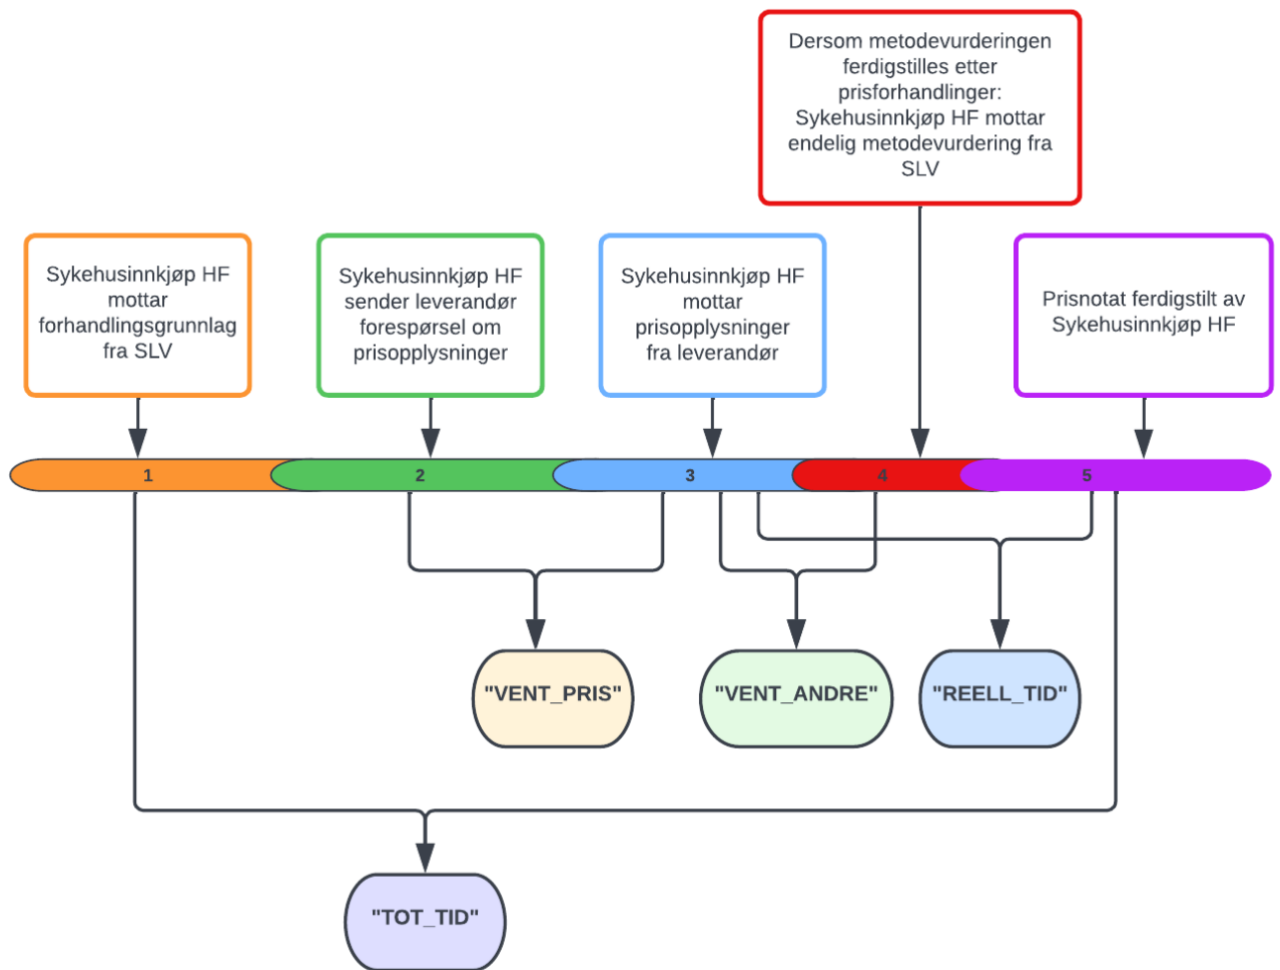 Dersom metodevurderingen
ferdigstilles etter
prisforhandlinger:
Sykehusinnkjøp HF mottar
endelig metodevurdering fra
SLV
Sykehusinnkjøp HF
mottar
forhandlingsgrunnlag
fra SLV
Sykehusinnkjøp HF
sender leverandør
forespørsel om
prisopplysninger
Sykehusinnkjøp HF
mottar
prisopplysninger
fra leverandør
Prisnotat ferdigstilt av
Sykehusinnkjøp HF
1
2
3
4
5
"VENT_PRIS"
"VENT_ANDRE"
"REELL_TID"
"TOT_TID"